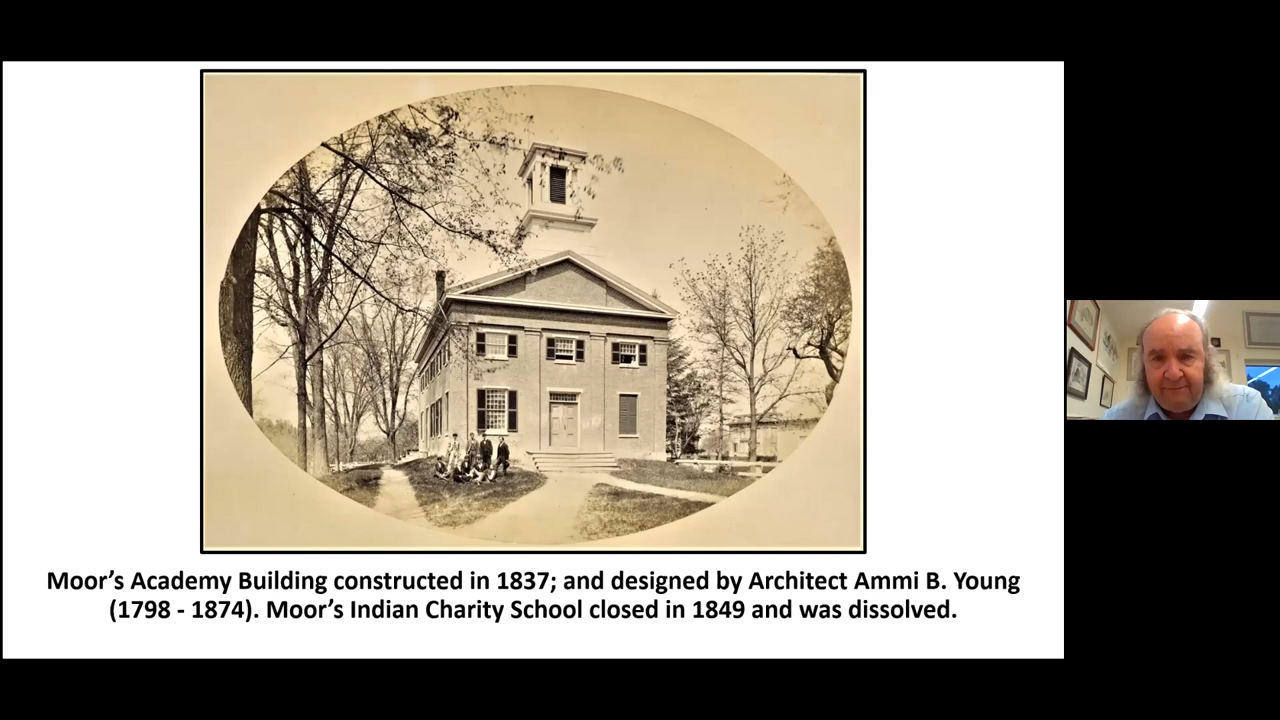 Moor's Academy Building constructed in 1837; and designed by Architect Ammi B. Young
(1798 - 1874). Moor's Indian Charity School closed in 1849 and was dissolved.